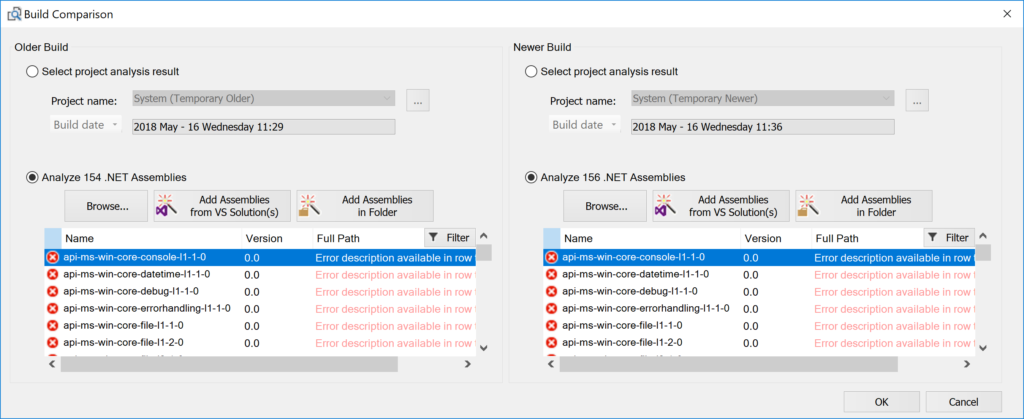 Build Comparison
Older Build
Select project analysis result
Project name: System (Temporary Older) ...
Build date 2018 May - 16 Wednesday 11:29
Analyze 154 .NET Assemblies
Browse... Add Assemblies from VS Solution(s) Add Assemblies in Folder
Name Version Full Path Filter
api-ms-win-core-console-l1-1-0 0.0 Error description available in row
api-ms-win-core-datetime-l1-1-0 0.0 Error description available in row
api-ms-win-core-debug-l1-1-0 0.0 Error description available in row
api-ms-win-core-errorhandling-l1-1-0 0.0 Error description available in row
api-ms-win-core-file-l1-1-0 0.0 Error description available in row
api-ms-win-core-file-l1-2-0 0.0 Error description available in row
Newer Build
Select project analysis result
Project name: System (Temporary Newer) ...
Build date 2018 May - 16 Wednesday 11:36
Analyze 156 .NET Assemblies
Browse... Add Assemblies from VS Solution(s) Add Assemblies in Folder
Name Version Full Path Filter
api-ms-win-core-console-l1-1-0 0.0 Error description available in row
api-ms-win-core-datetime-l1-1-0 0.0 Error description available in row
api-ms-win-core-debug-l1-1-0 0.0 Error description available in row
api-ms-win-core-errorhandling-l1-1-0 0.0 Error description available in row
api-ms-win-core-file-l1-1-0 0.0 Error description available in row
api-ms-win-core-file-l1-2-0 0.0 Error description available in row
OK Cancel